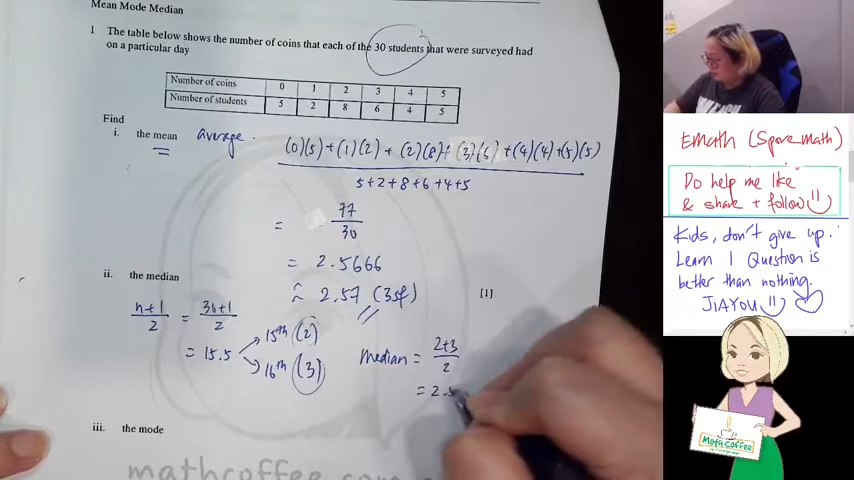 Mean Mode Median
1 The table below shows the number of coins that each of the 30 students that were surveyed had
on a particular day
Number of coins 0 1 2 3 4 5
Number of students 5 2 8 6 4 5
Find
i. the mean average.
(0)(5)+(1)(2)+(2)(8)+(3)(6)+(4)(4)+(5)(5)
5+2+8+6+4+5
= 77/30
= 2.5666
≈ 2.57 (3sf)
ii. the median [1]
n+1/2 = 30+1/2
= 15.5
15th (2)
16th (3)
Median = 2+3/2
= 2.5
iii. the mode
mathcoffee.com
EMath (Spore math)
Do help me like
& share + follow
Kids, don't give up.
Learn 1 Question is
better than nothing.
JIAYOU
Math Coffee